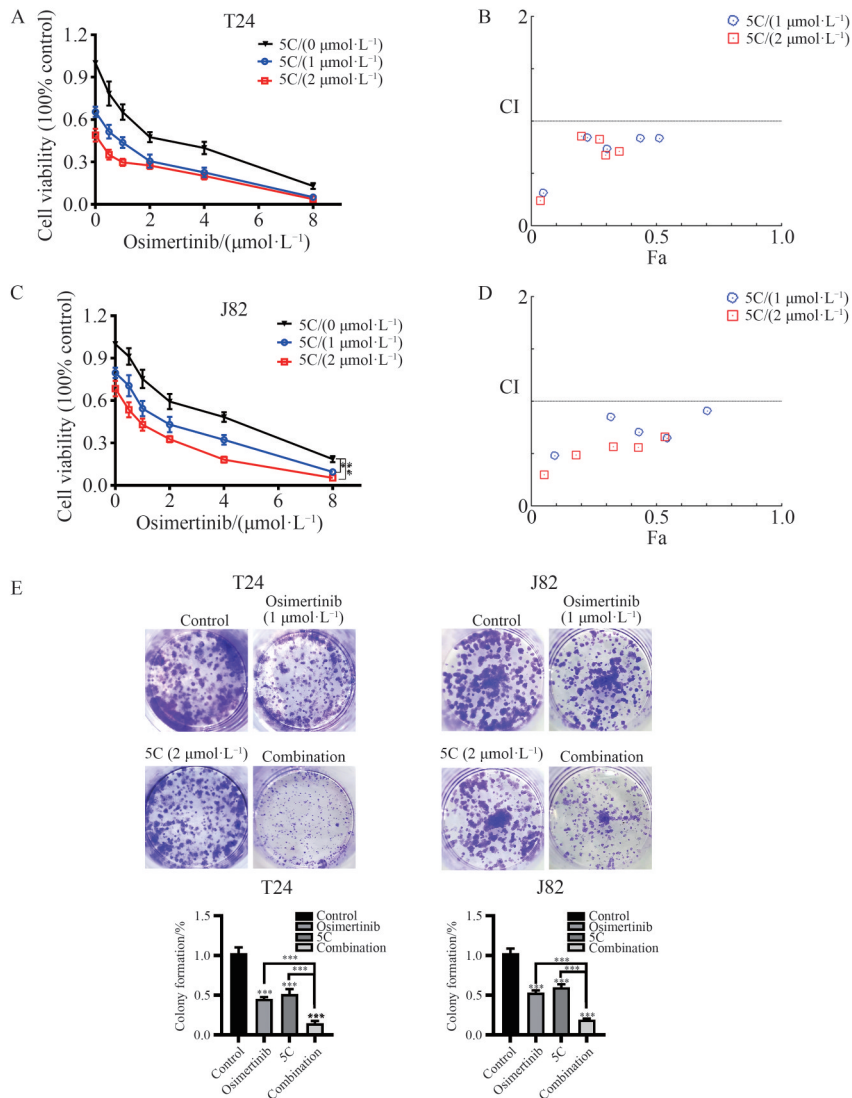 A
T24
5C/(0 μmol·L⁻¹)
5C/(1 μmol·L⁻¹)
5C/(2 μmol·L⁻¹)
Cell viability (100% control)
1.2
0.9
0.6
0.3
0.0
0 2 4 6 8
Osimertinib/(μmol·L⁻¹)
B
5C/(1 μmol·L⁻¹)
5C/(2 μmol·L⁻¹)
2
CI
0
0.5
1.0
Fa
C
J82
5C/(0 μmol·L⁻¹)
5C/(1 μmol·L⁻¹)
5C/(2 μmol·L⁻¹)
Cell viability (100% control)
1.2
0.9
0.6
0.3
0.0
0 2 4 6 8
Osimertinib/(μmol·L⁻¹)
D
5C/(1 μmol·L⁻¹)
5C/(2 μmol·L⁻¹)
2
CI
0
0.5
1.0
Fa
E
T24
Control
Osimertinib
(1 μmol·L⁻¹)
5C (2 μmol·L⁻¹)
Combination
J82
Control
Osimertinib
(1 μmol·L⁻¹)
5C (2 μmol·L⁻¹)
Combination
T24
Control
Osimertinib
5C
Combination
Colony formation/%
1.5
1.0
0.5
0.0
***
***
***
***
***
Control
Osimertinib
5C
Combination
J82
Control
Osimertinib
5C
Combination
Colony formation/%
1.5
1.0
0.5
0.0
***
***
***
***
***
Control
Osimertinib
5C
Combination